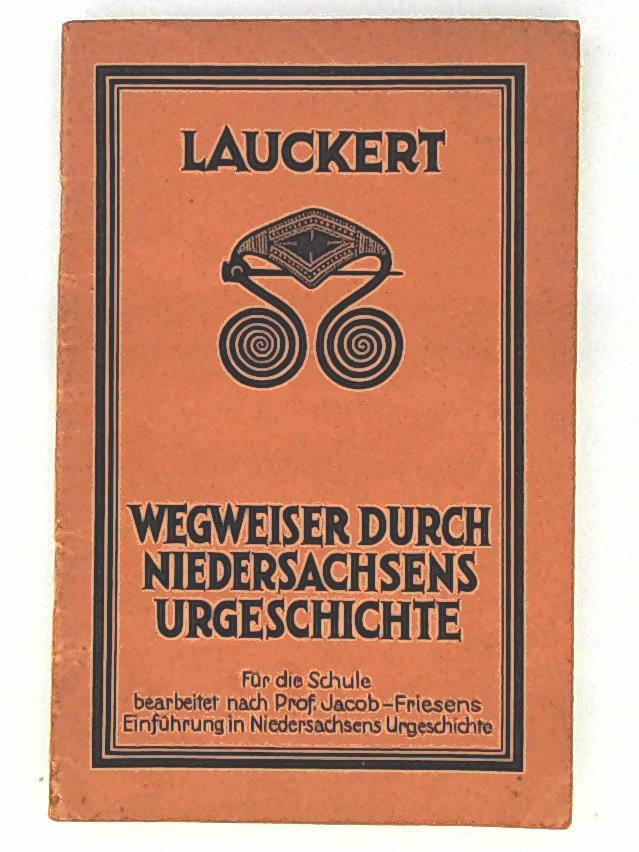 LAUCKERT
WEGWEISER DURCH
NIEDERSACHSENS
URGESCHICHTE
Für die Schule
bearbeitet nach Prof. Jacob-Friesens
Einführung in Niedersachsens Urgeschichte